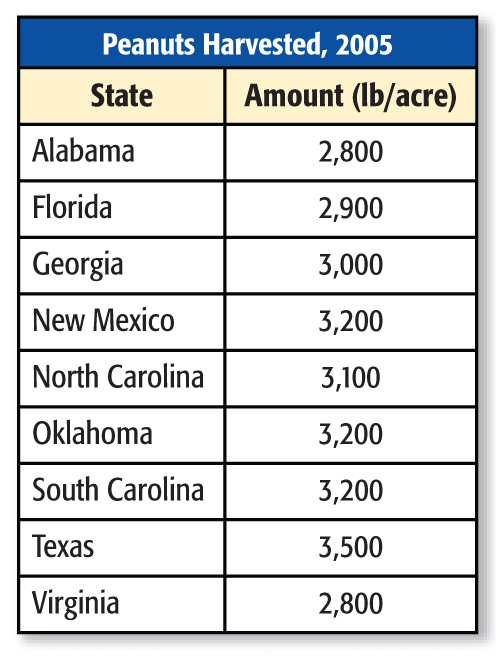 Peanuts Harvested, 2005
State Amount (lb/acre)
Alabama 2,800
Florida 2,900
Georgia 3,000
New Mexico 3,200
North Carolina 3,100
Oklahoma 3,200
South Carolina 3,200
Texas 3,500
Virginia 2,800